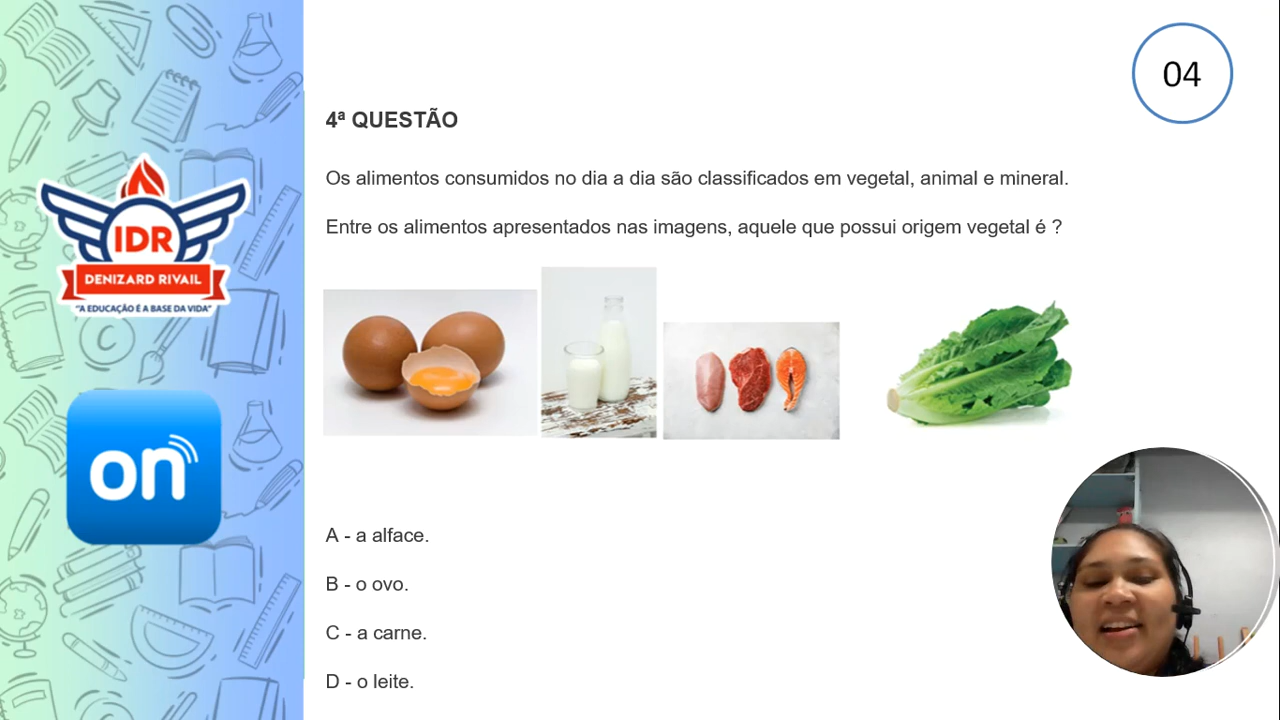 04
4ª QUESTÃO
Os alimentos consumidos no dia a dia são classificados em vegetal, animal e mineral.
Entre os alimentos apresentados nas imagens, aquele que possui origem vegetal é ?
IDR
DENIZARD RIVAIL
"A EDUCAÇÃO É A BASE DA VIDA"
on
A - a alface.
B - o ovo.
C - a carne.
D - o leite.